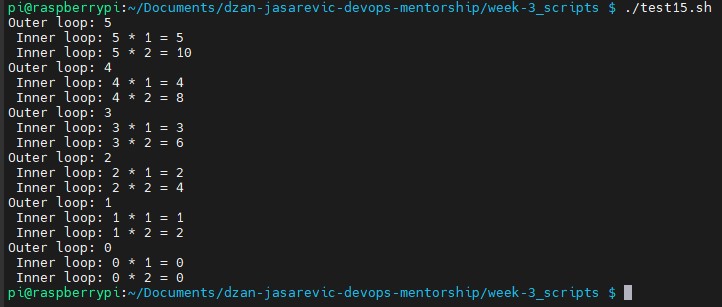 pi@raspberrypi:~/Documents/dzan-jasarevic-devops-mentorship/week-3_scripts $ ./test15.sh
Outer loop: 5
 Inner loop: 5 * 1 = 5
 Inner loop: 5 * 2 = 10
Outer loop: 4
 Inner loop: 4 * 1 = 4
 Inner loop: 4 * 2 = 8
Outer loop: 3
 Inner loop: 3 * 1 = 3
 Inner loop: 3 * 2 = 6
Outer loop: 2
 Inner loop: 2 * 1 = 2
 Inner loop: 2 * 2 = 4
Outer loop: 1
 Inner loop: 1 * 1 = 1
 Inner loop: 1 * 2 = 2
Outer loop: 0
 Inner loop: 0 * 1 = 0
 Inner loop: 0 * 2 = 0
pi@raspberrypi:~/Documents/dzan-jasarevic-devops-mentorship/week-3_scripts $